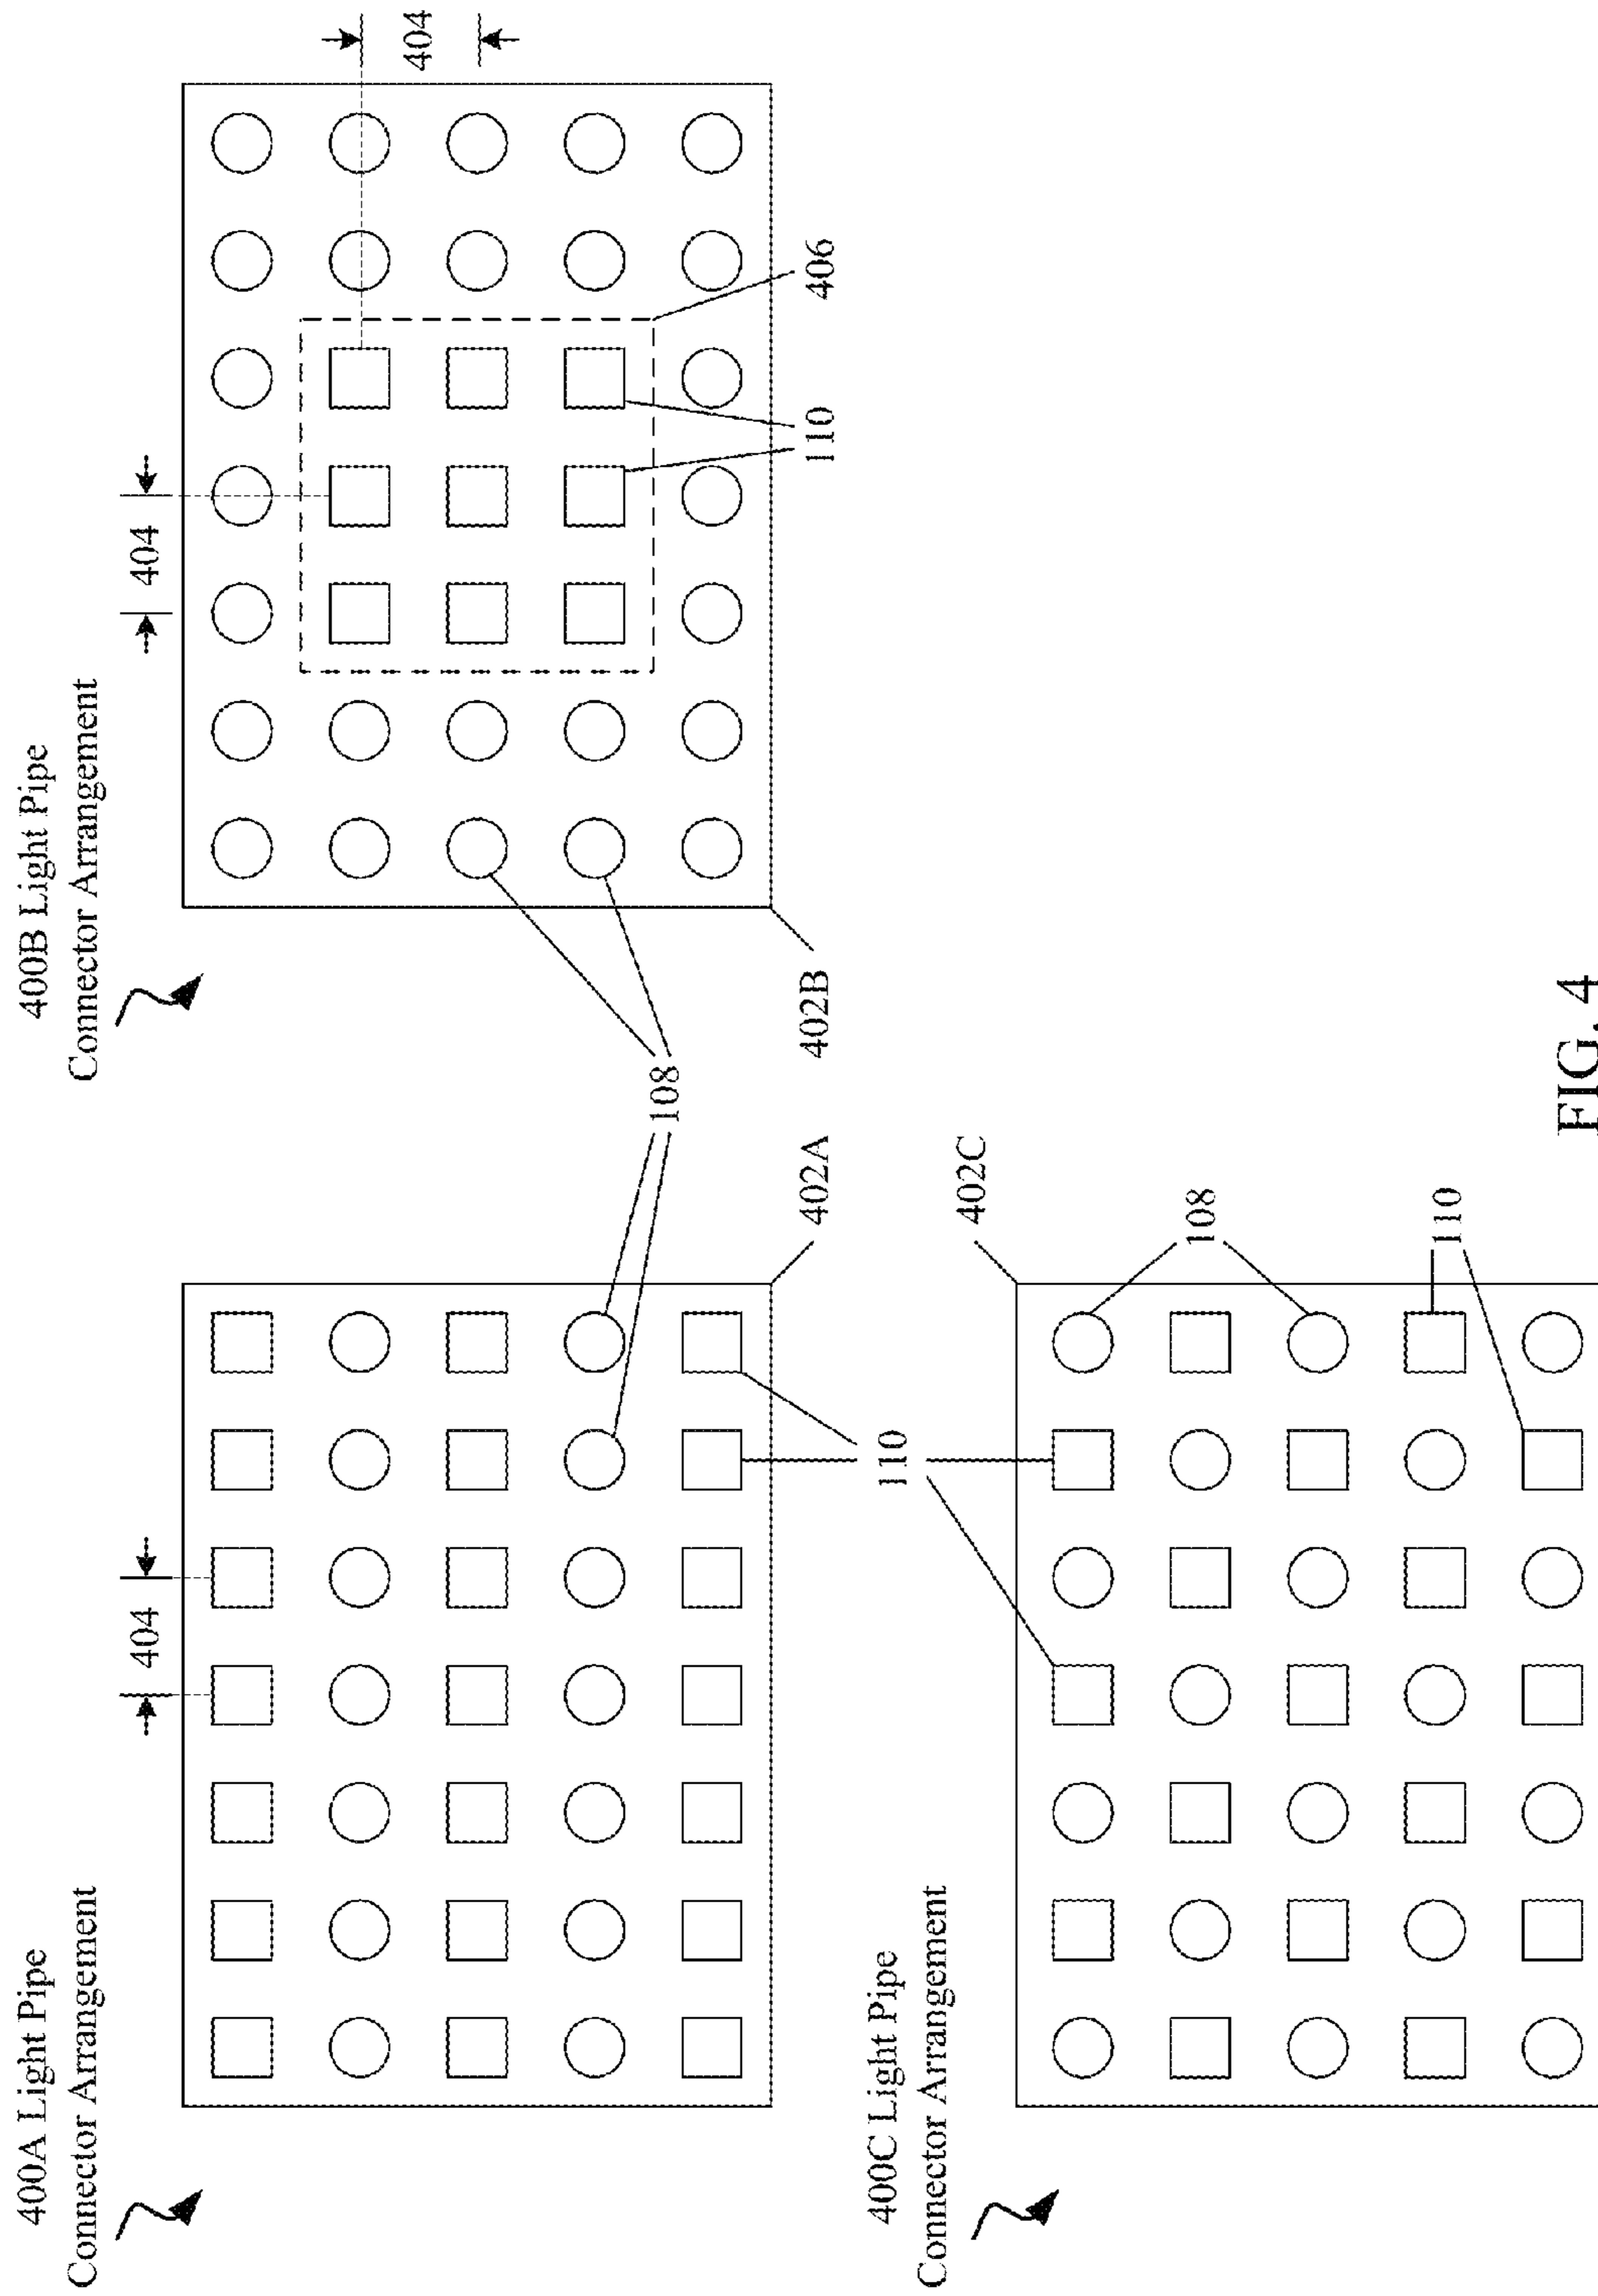 400A Light Pipe
Connector Arrangement
404
402A
108
110
400B Light Pipe
Connector Arrangement
404
404
406
110
402B
400C Light Pipe
Connector Arrangement
402C
108
110
FIG. 4